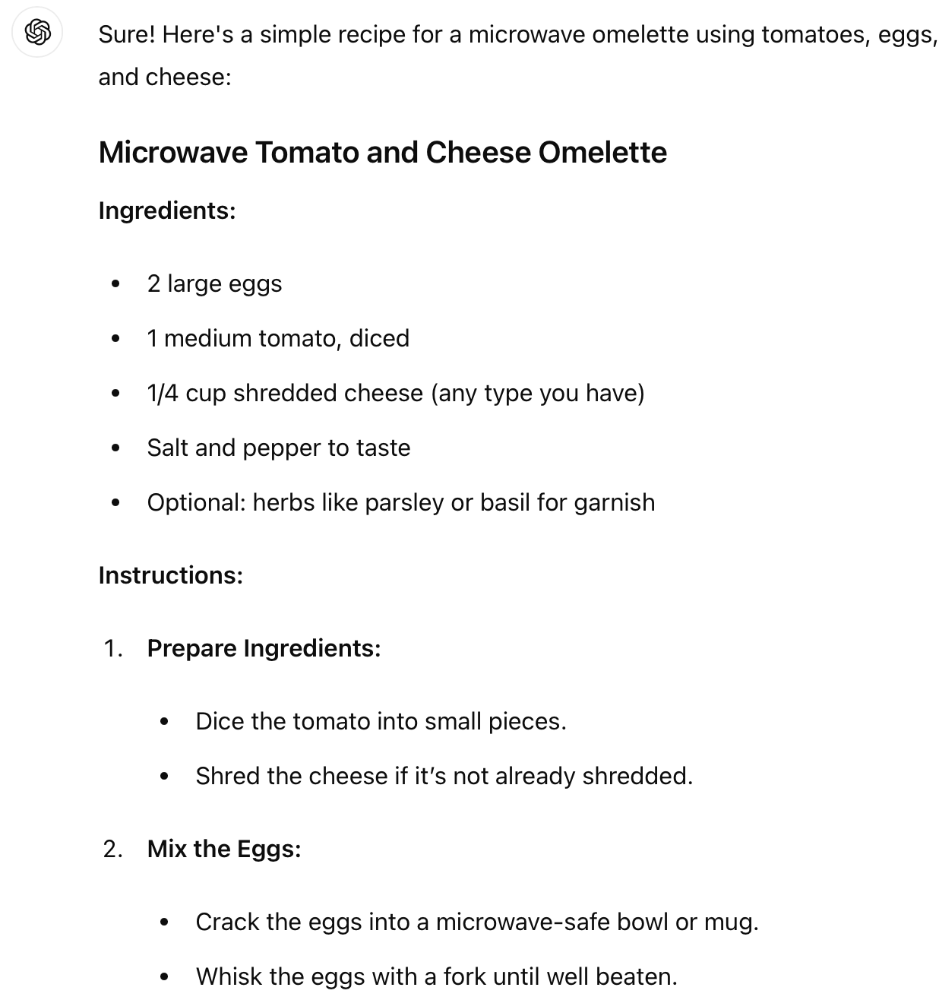 Sure! Here's a simple recipe for a microwave omelette using tomatoes, eggs,
and cheese:
Microwave Tomato and Cheese Omelette
Ingredients:
• 2 large eggs
• 1 medium tomato, diced
• 1/4 cup shredded cheese (any type you have)
• Salt and pepper to taste
• Optional: herbs like parsley or basil for garnish
Instructions:
1. Prepare Ingredients:
• Dice the tomato into small pieces.
• Shred the cheese if it’s not already shredded.
2. Mix the Eggs:
• Crack the eggs into a microwave-safe bowl or mug.
• Whisk the eggs with a fork until well beaten.